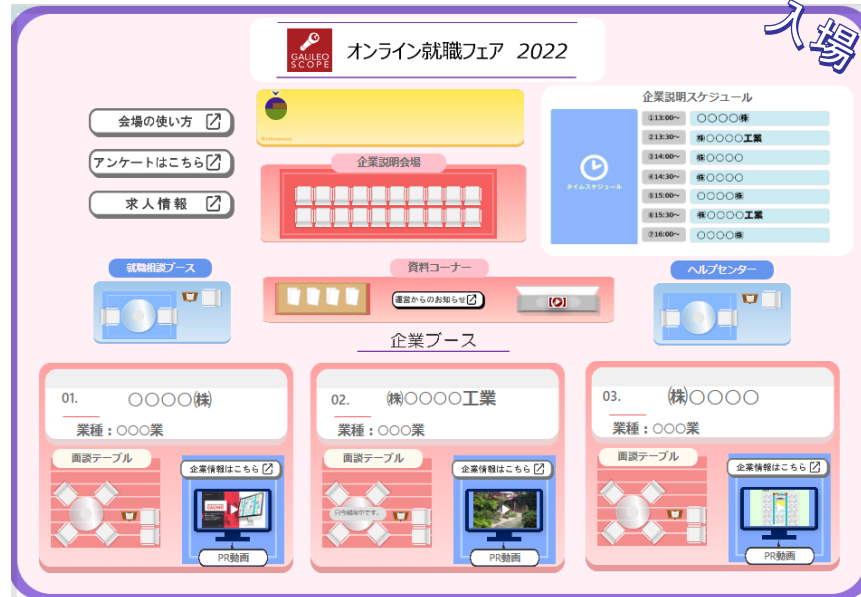 入場
GALILEO
SCOPE
オンライン就職フェア 2022
会場の使い方
アンケートはこちら
求人情報
企業説明会場
企業説明スケジュール
タイムスケジュール
①13:00~ 〇〇〇〇㈱
②13:30~ ㈱〇〇〇〇工業
③14:00~ ㈱〇〇〇〇
④14:30~ ㈱〇〇〇〇
⑤15:00~ 〇〇〇〇㈱
⑥15:30~ ㈱〇〇〇〇工業
⑦16:00~ 〇〇〇〇㈱
就職相談ブース
資料コーナー
ヘルプセンター
運営からのお知らせ
企業ブース
01. 〇〇〇〇㈱
業種：〇〇〇業
面談テーブル
企業情報はこちら
PR動画
02. ㈱〇〇〇〇工業
業種：〇〇〇業
面談テーブル
企業情報はこちら
PR動画
03. ㈱〇〇〇〇
業種：〇〇〇業
面談テーブル
企業情報はこちら
PR動画